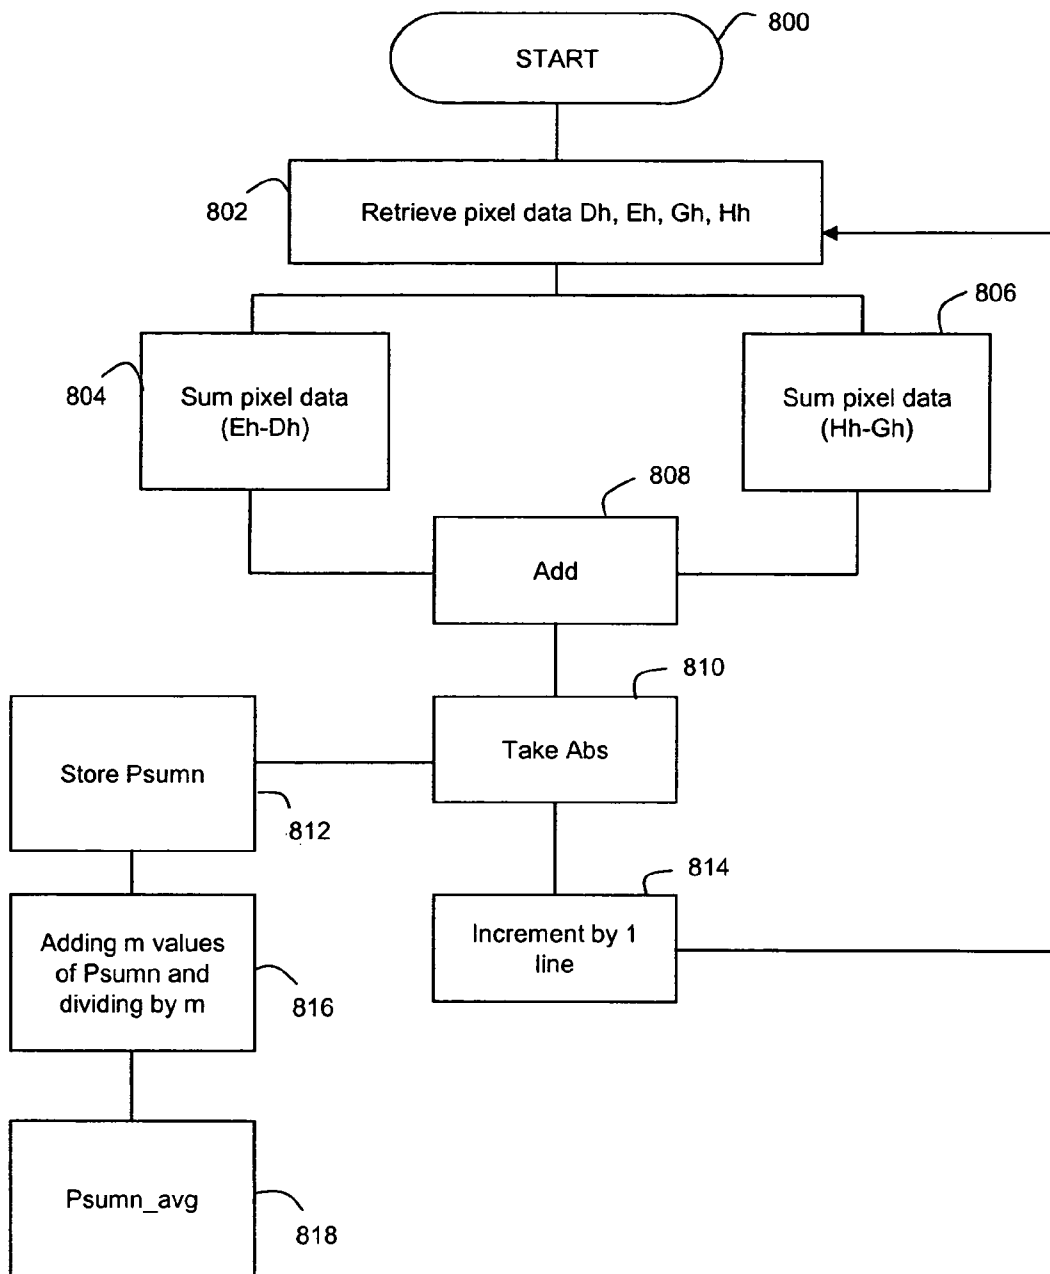 800
START
802
Retrieve pixel data Dh, Eh, Gh, Hh
806
804
Sum pixel data
(Eh-Dh)
Sum pixel data
(Hh-Gh)
808
Add
810
Take Abs
Store Psumn
812
814
Increment by 1
line
Adding m values
of Psumn and
dividing by m
816
Psumn_avg
818